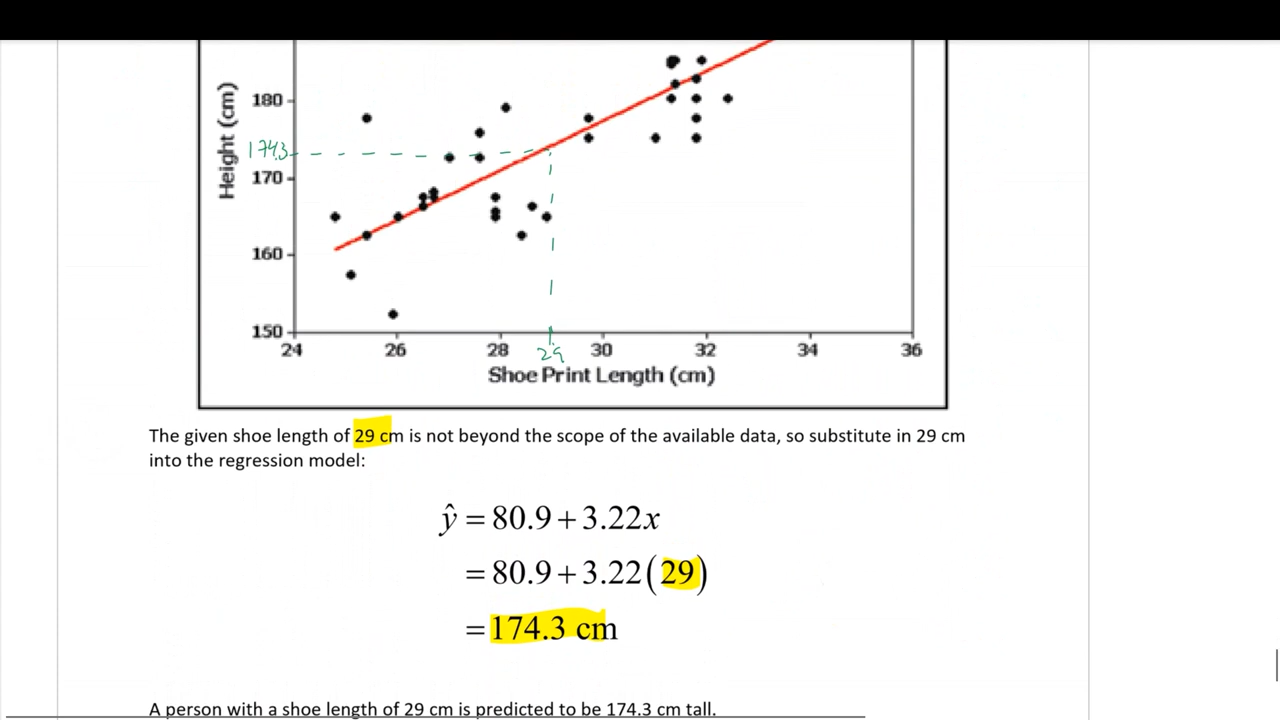 180
Height (cm)
174.3
170
160
150
24 26 28 29 30 32 34 36
Shoe Print Length (cm)
The given shoe length of 29 cm is not beyond the scope of the available data, so substitute in 29 cm
into the regression model:
ŷ = 80.9 + 3.22x
= 80.9 + 3.22(29)
= 174.3 cm
A person with a shoe length of 29 cm is predicted to be 174.3 cm tall.